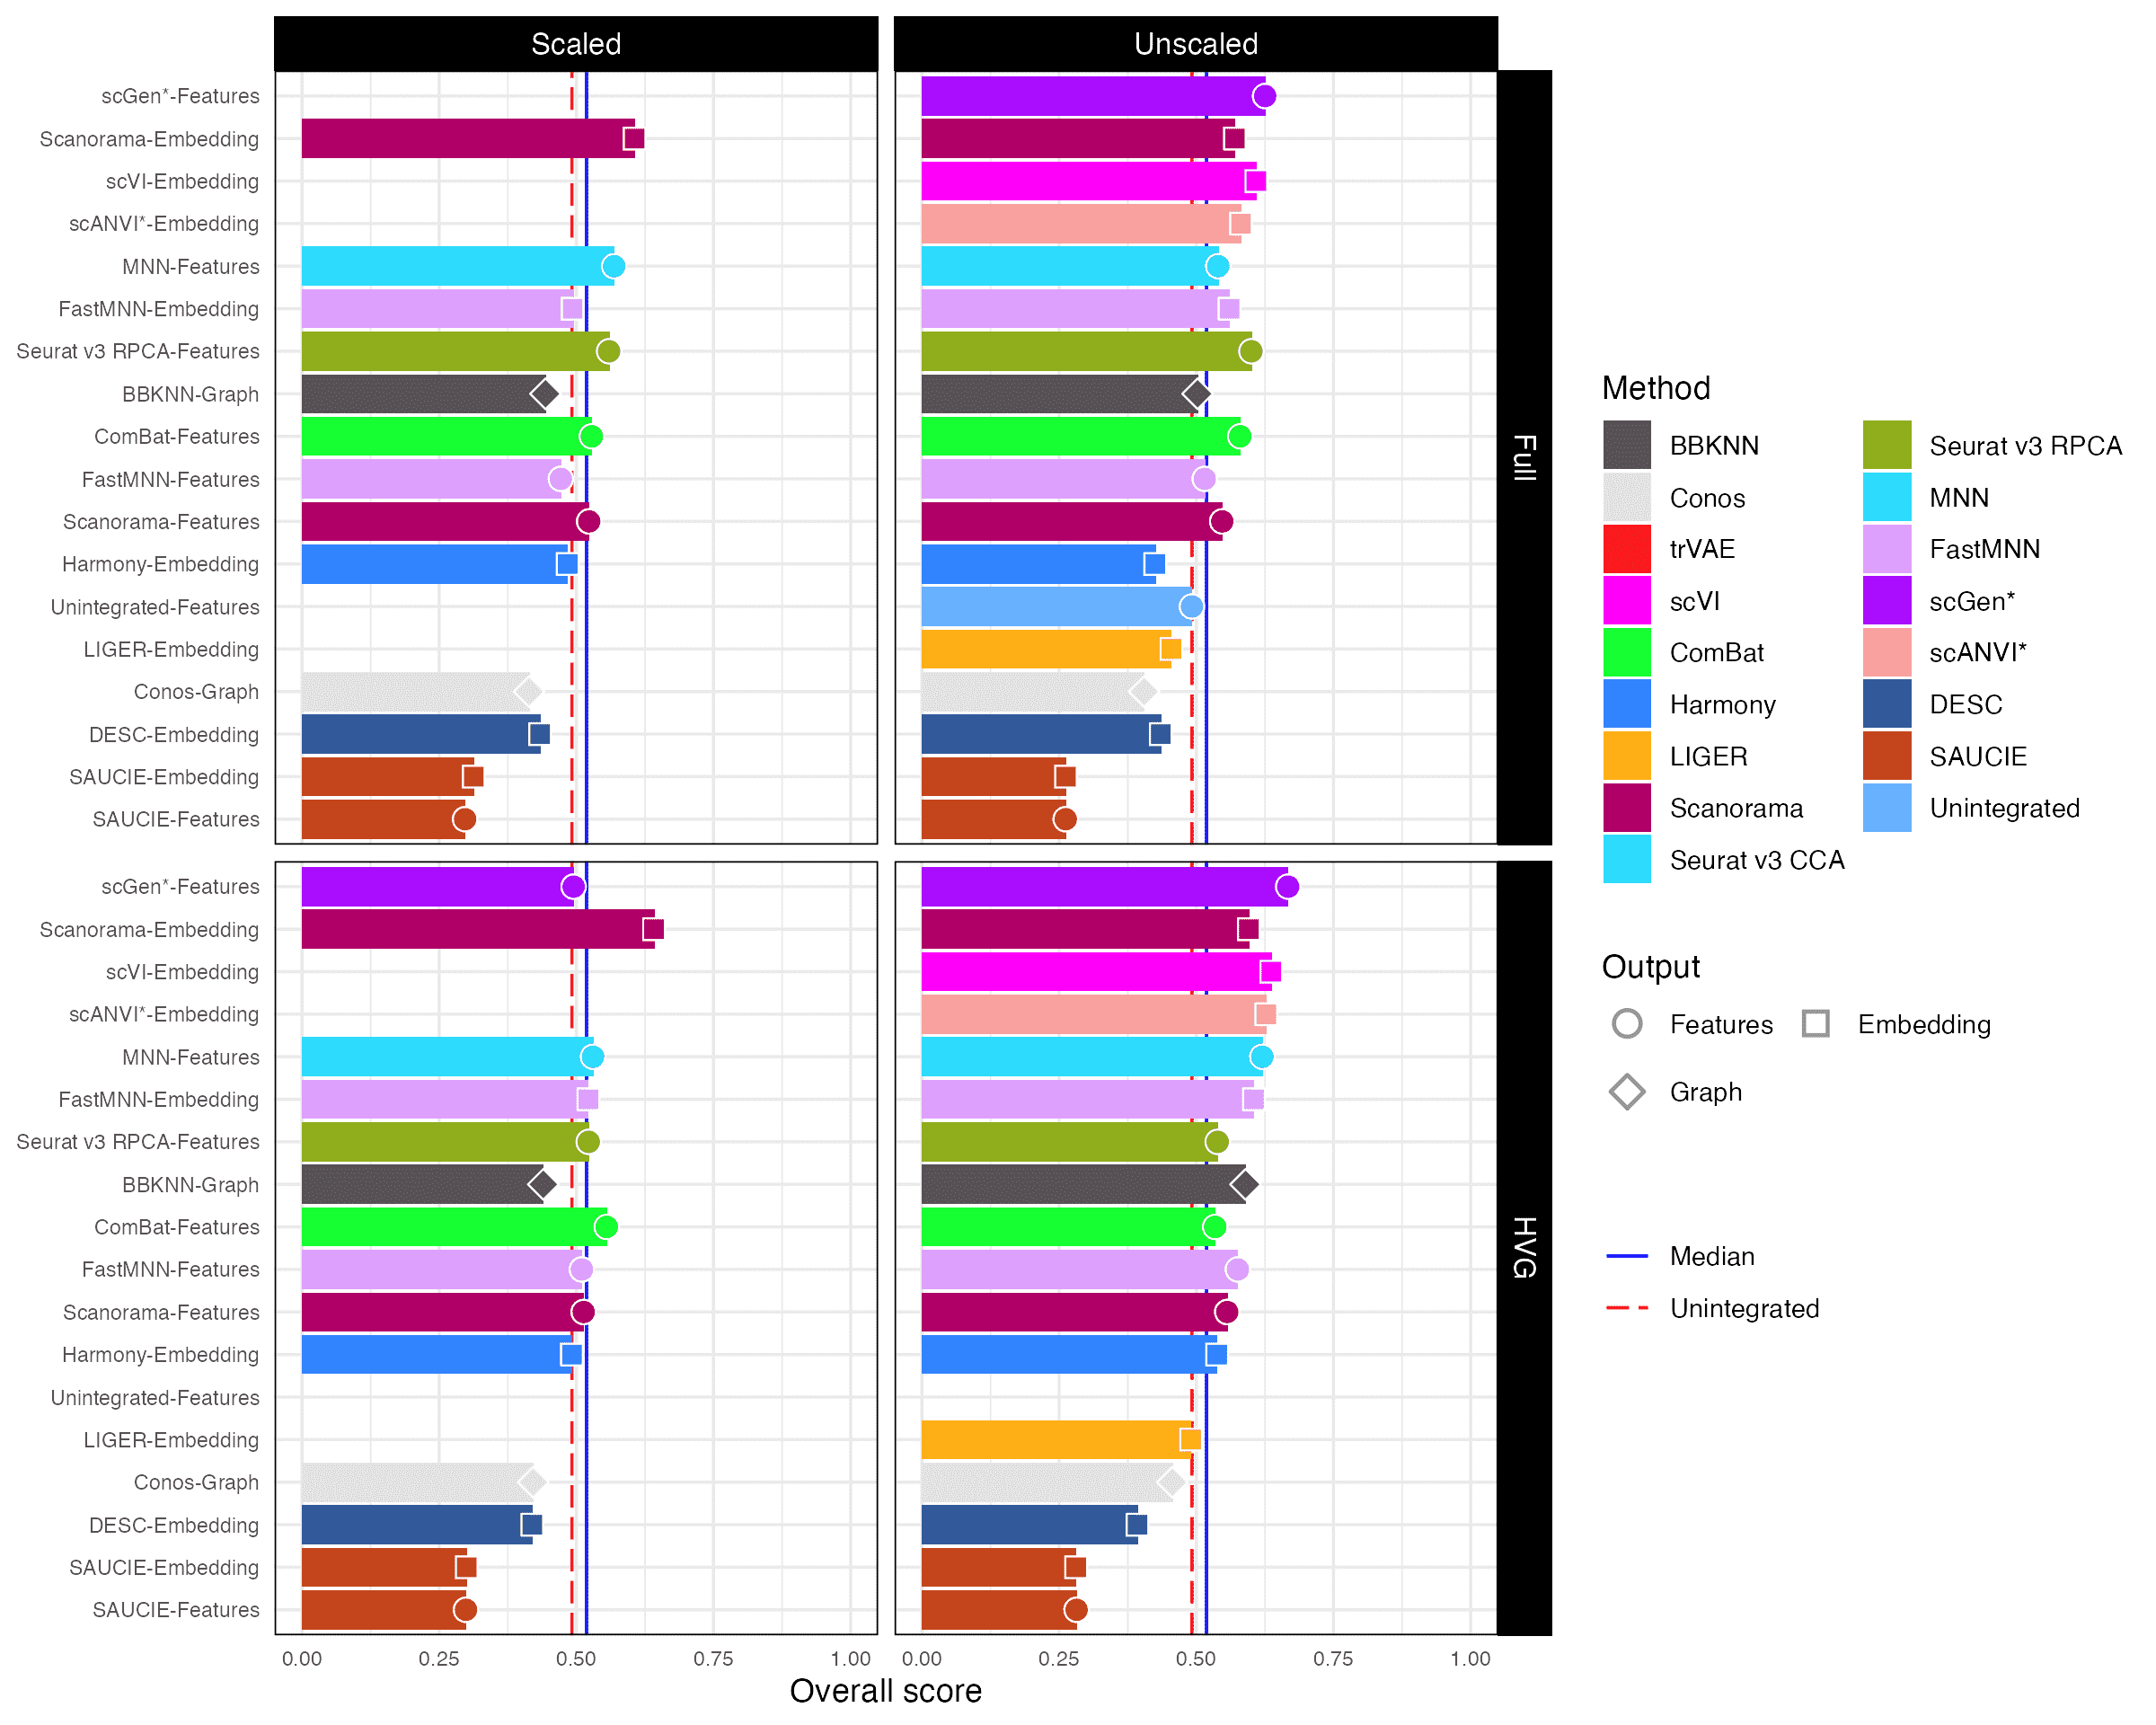 Scaled
Unscaled
scGen*-Features
Scanorama-Embedding
scVI-Embedding
scANVI*-Embedding
MNN-Features
FastMNN-Embedding
Seurat v3 RPCA-Features
BBKNN-Graph
ComBat-Features
FastMNN-Features
Scanorama-Features
Harmony-Embedding
Unintegrated-Features
LIGER-Embedding
Conos-Graph
DESC-Embedding
SAUCIE-Embedding
SAUCIE-Features
Full
scGen*-Features
Scanorama-Embedding
scVI-Embedding
scANVI*-Embedding
MNN-Features
FastMNN-Embedding
Seurat v3 RPCA-Features
BBKNN-Graph
ComBat-Features
FastMNN-Features
Scanorama-Features
Harmony-Embedding
Unintegrated-Features
LIGER-Embedding
Conos-Graph
DESC-Embedding
SAUCIE-Embedding
SAUCIE-Features
HVG
0.00 0.25 0.50 0.75 1.00
0.00 0.25 0.50 0.75 1.00
Overall score
Method
BBKNN
Conos
trVAE
scVI
ComBat
Harmony
LIGER
Scanorama
Seurat v3 CCA
Seurat v3 RPCA
MNN
FastMNN
scGen*
scANVI*
DESC
SAUCIE
Unintegrated
Output
Features
Embedding
Graph
Median
Unintegrated